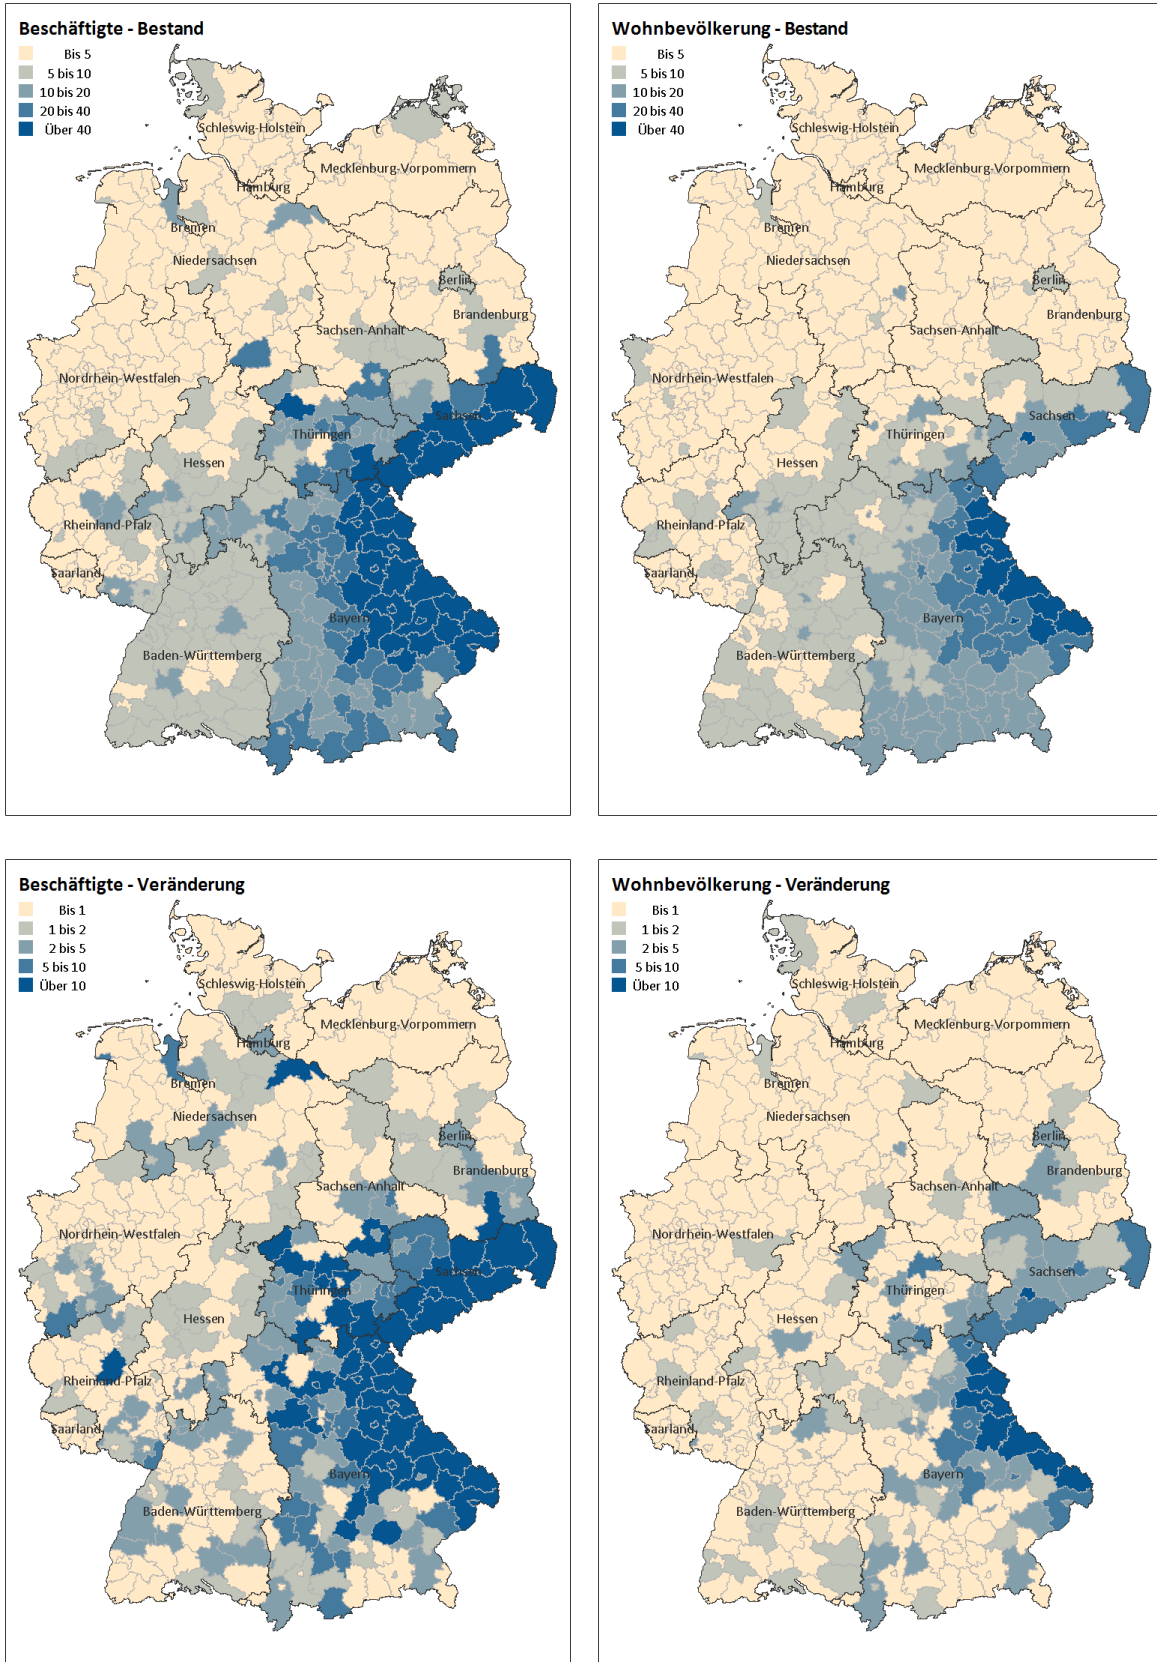 Beschäftigte - Bestand
Bis 5
5 bis 10
10 bis 20
20 bis 40
Über 40
Schleswig-Holstein
Mecklenburg-Vorpommern
Hamburg
Bremen
Niedersachsen
Berlin
Brandenburg
Sachsen-Anhalt
Nordrhein-Westfalen
Sachsen
Thüringen
Hessen
Rheinland-Pfalz
Saarland
Bayern
Baden-Württemberg
Wohnbevölkerung - Bestand
Bis 5
5 bis 10
10 bis 20
20 bis 40
Über 40
Schleswig-Holstein
Mecklenburg-Vorpommern
Hamburg
Bremen
Niedersachsen
Berlin
Brandenburg
Sachsen-Anhalt
Nordrhein-Westfalen
Sachsen
Thüringen
Hessen
Rheinland-Pfalz
Saarland
Bayern
Baden-Württemberg
Beschäftigte - Veränderung
Bis 1
1 bis 2
2 bis 5
5 bis 10
Über 10
Schleswig-Holstein
Mecklenburg-Vorpommern
Hamburg
Bremen
Niedersachsen
Berlin
Brandenburg
Sachsen-Anhalt
Nordrhein-Westfalen
Sachsen
Thüringen
Hessen
Rheinland-Pfalz
Saarland
Bayern
Baden-Württemberg
Wohnbevölkerung - Veränderung
Bis 1
1 bis 2
2 bis 5
5 bis 10
Über 10
Schleswig-Holstein
Mecklenburg-Vorpommern
Hamburg
Bremen
Niedersachsen
Berlin
Brandenburg
Sachsen-Anhalt
Nordrhein-Westfalen
Sachsen
Thüringen
Hessen
Rheinland-Pfalz
Saarland
Bayern
Baden-Württemberg